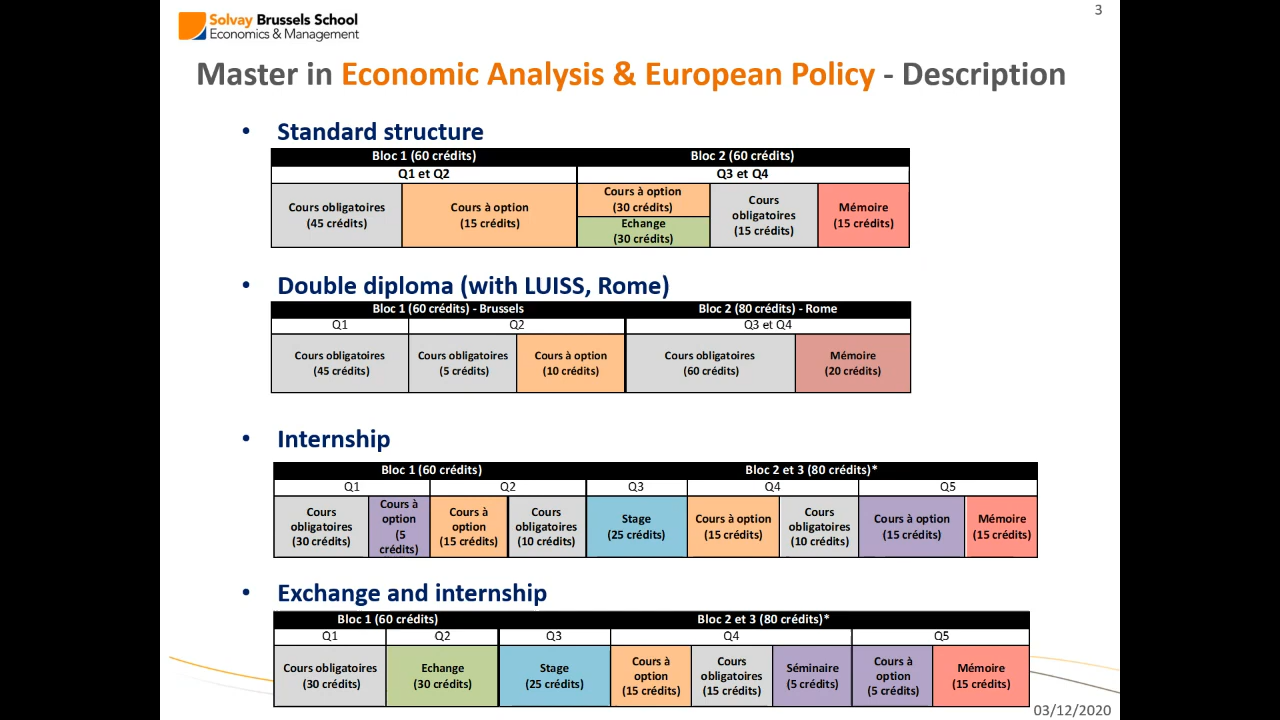 3
Solvay Brussels School
Economics & Management
Master in Economic Analysis & European Policy - Description
• Standard structure
Bloc 1 (60 crédits) Bloc 2 (60 crédits)
Q1 et Q2 Q3 et Q4
Cours obligatoires
(45 crédits)
Cours à option
(15 crédits)
Cours à option
(30 crédits)
Echange
(30 crédits)
Cours
obligatoires
(15 crédits)
Mémoire
(15 crédits)
• Double diploma (with LUISS, Rome)
Bloc 1 (60 crédits) - Brussels Bloc 2 (80 crédits) - Rome
Q1 Q2 Q3 et Q4
Cours obligatoires
(45 crédits)
Cours obligatoires
(5 crédits)
Cours à option
(10 crédits)
Cours obligatoires
(60 crédits)
Mémoire
(20 crédits)
• Internship
Bloc 1 (60 crédits) Bloc 2 et 3 (80 crédits)*
Q1 Q2 Q3 Q4 Q5
Cours
obligatoires
(30 crédits)
Cours à
option
(5
crédits)
Cours à
option
(15 crédits)
Cours
obligatoires
(10 crédits)
Stage
(25 crédits)
Cours à option
(15 crédits)
Cours
obligatoires
(10 crédits)
Cours à option
(15 crédits)
Mémoire
(15 crédits)
• Exchange and internship
Bloc 1 (60 crédits) Bloc 2 et 3 (80 crédits)*
Q1 Q2 Q3 Q4 Q5
Cours obligatoires
(30 crédits)
Echange
(30 crédits)
Stage
(25 crédits)
Cours à
option
(15 crédits)
Cours
obligatoires
(15 crédits)
Séminaire
(5 crédits)
Cours à
option
(5 crédits)
Mémoire
(15 crédits)
03/12/2020